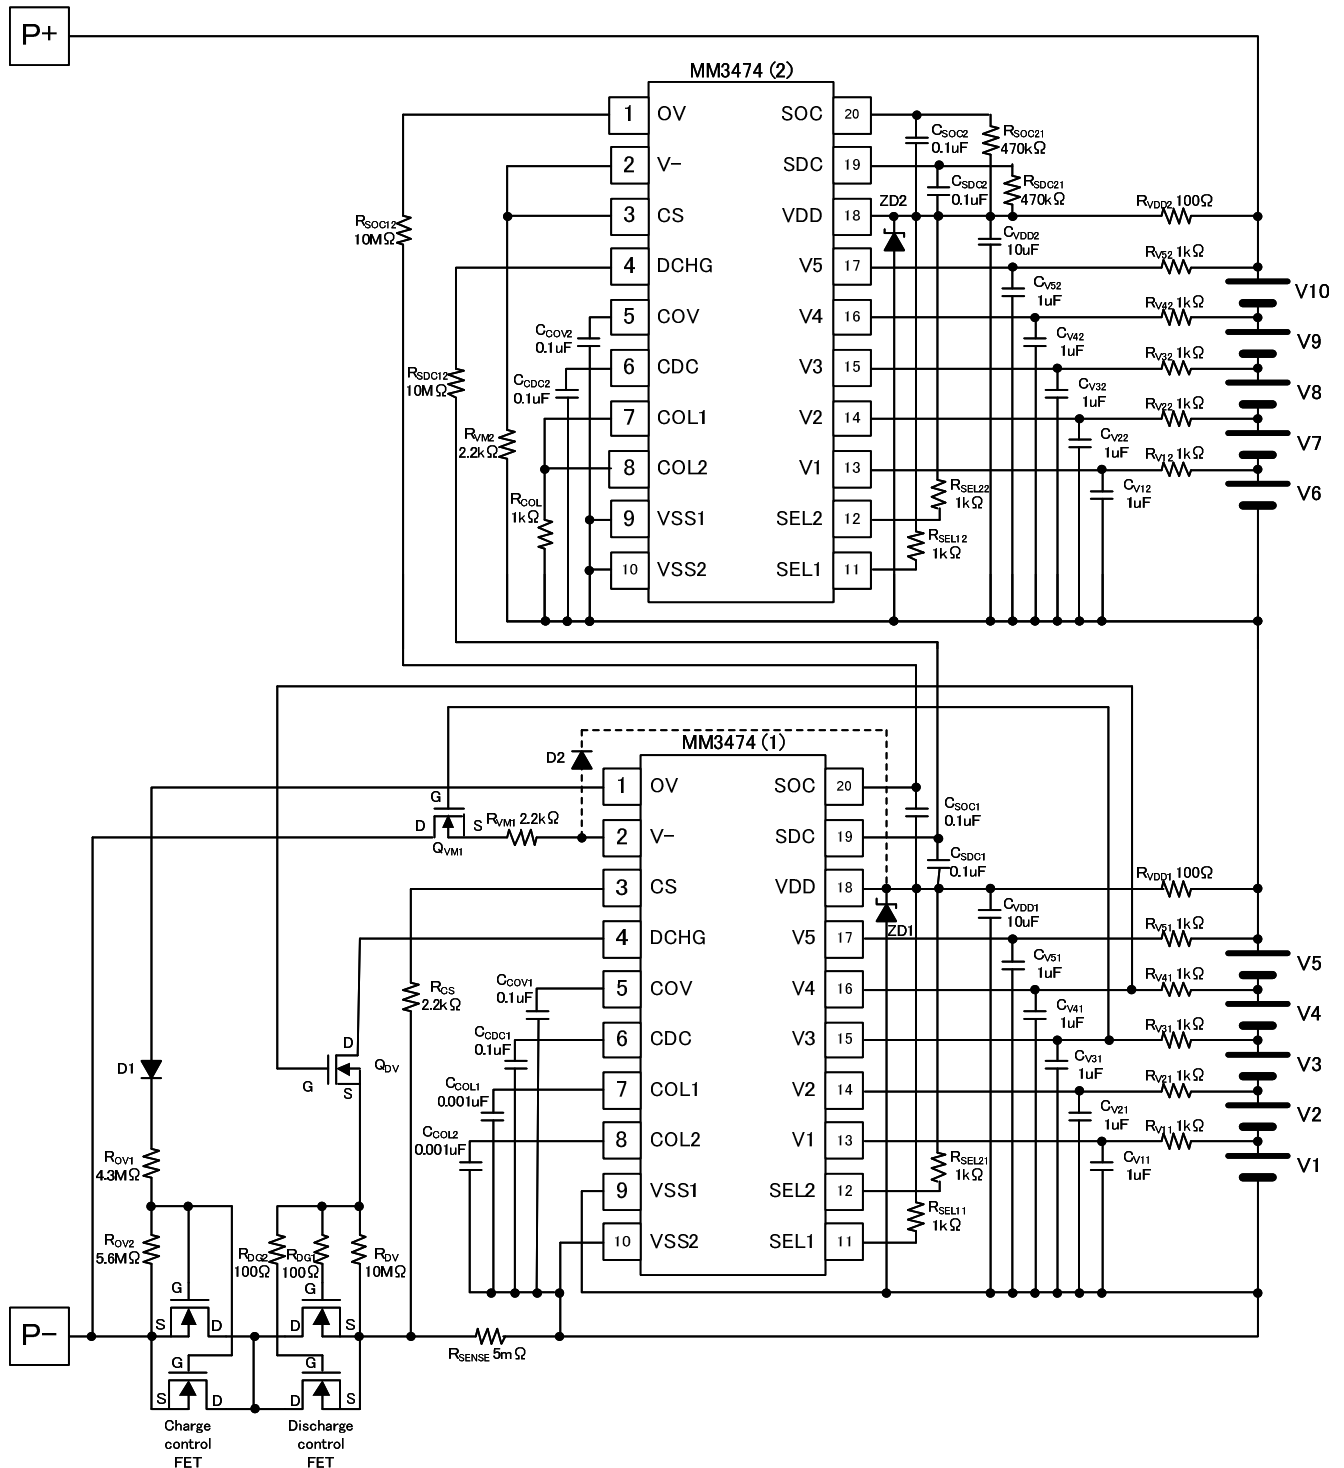 P+
MM3474 (2)
1 OV
2 V-
3 CS
4 DCHG
5 COV
6 CDC
7 COL1
8 COL2
9 VSS1
10 VSS2
SOC 20
SDC 19
VDD 18
V5 17
V4 16
V3 15
V2 14
V1 13
SEL2 12
SEL1 11
RSOC12
10MΩ
RSDC12
10MΩ
CCOV2
0.1uF
CCDC2
0.1uF
RVM2
2.2kΩ
RCOL
1kΩ
CSOC2
0.1uF
RSOC21
470kΩ
CSDC2
0.1uF
RSDC21
470kΩ
ZD2
CVDD2
10uF
RVDD2 100Ω
RV52 1kΩ
CV52
1uF
RV42 1kΩ
CV42
1uF
RV32 1kΩ
CV32
1uF
RV22 1kΩ
CV22
1uF
RV12 1kΩ
CV12
1uF
RSEL22
1kΩ
RSEL12
1kΩ
V10
V9
V8
V7
V6
MM3474 (1)
D2
1 OV
2 V-
3 CS
4 DCHG
5 COV
6 CDC
7 COL1
8 COL2
9 VSS1
10 VSS2
SOC 20
SDC 19
VDD 18
V5 17
V4 16
V3 15
V2 14
V1 13
SEL2 12
SEL1 11
G
D
S
QVM1
RVM1 2.2kΩ
CSOC1
0.1uF
CSDC1
0.1uF
ZD1
CVDD1
10uF
RVDD1 100Ω
RV51 1kΩ
CV51
1uF
RV41 1kΩ
CV41
1uF
RV31 1kΩ
CV31
1uF
RV21 1kΩ
CV21
1uF
RV11 1kΩ
CV11
1uF
RSEL21
1kΩ
RSEL11
1kΩ
V5
V4
V3
V2
V1
RCS
2.2kΩ
CCOV1
0.1uF
CCDC1
0.1uF
CCOL1
0.001uF
CCOL2
0.001uF
D1
D
G
S
QDV
ROV1
4.3MΩ
ROV2
5.6MΩ
RDG2
100Ω
RDG1
100Ω
RDV
10MΩ
P-
G
S
D
G
D
S
G
S
D
G
D
S
RSENSE 5mΩ
Charge
control
FET
Discharge
control
FET